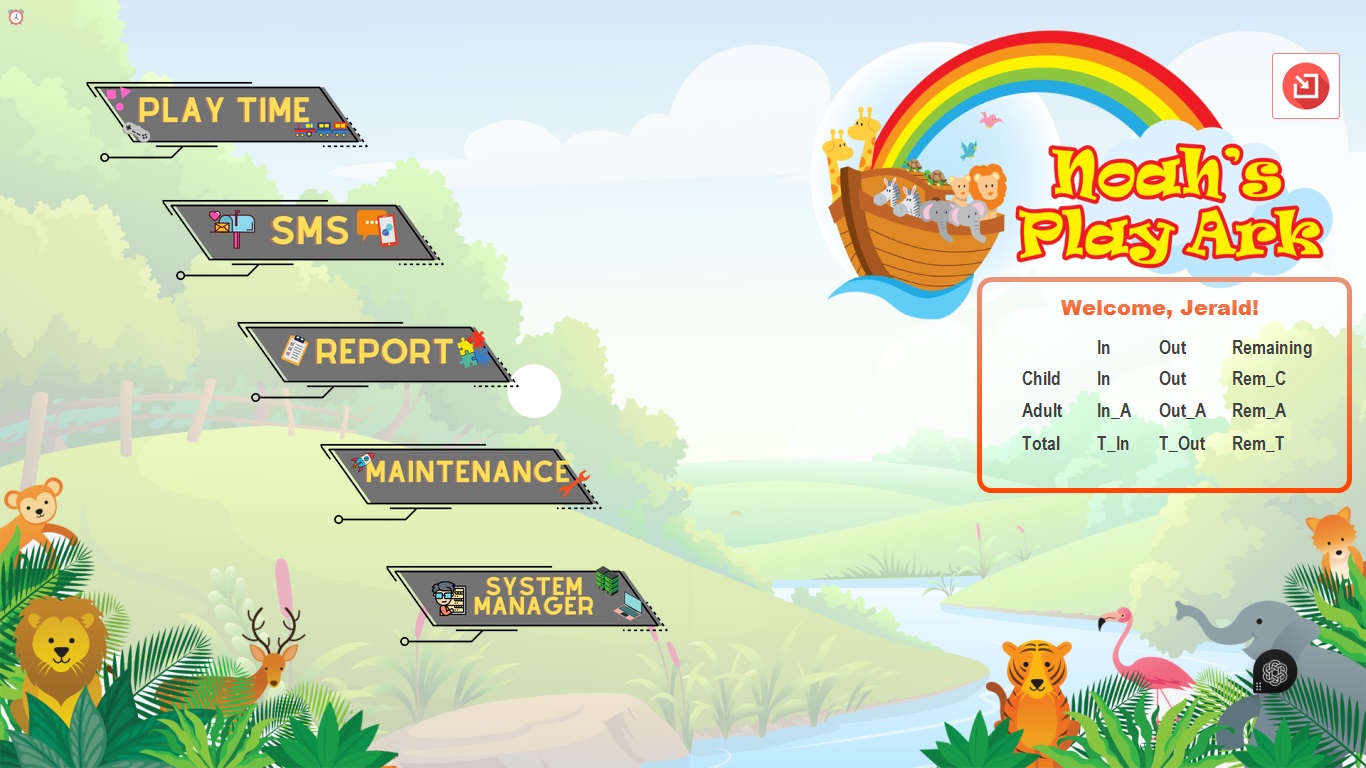 PLAY TIME
SMS
REPORT
MAINTENANCE
SYSTEM
MANAGER
Noah's
Play Ark
Welcome, Jerald!
In Out Remaining
Child In Out Rem_C
Adult In_A Out_A Rem_A
Total T_In T_Out Rem_T